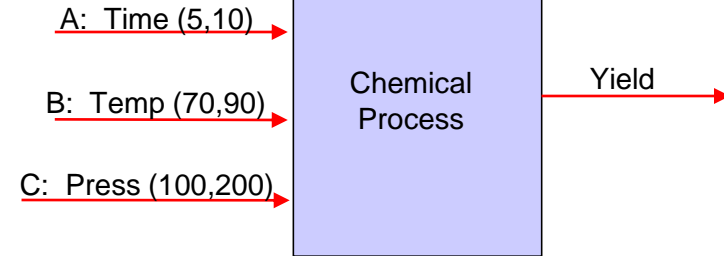 A: Time (5,10)
B: Temp (70,90)
C: Press (100,200)
Chemical
Process
Yield